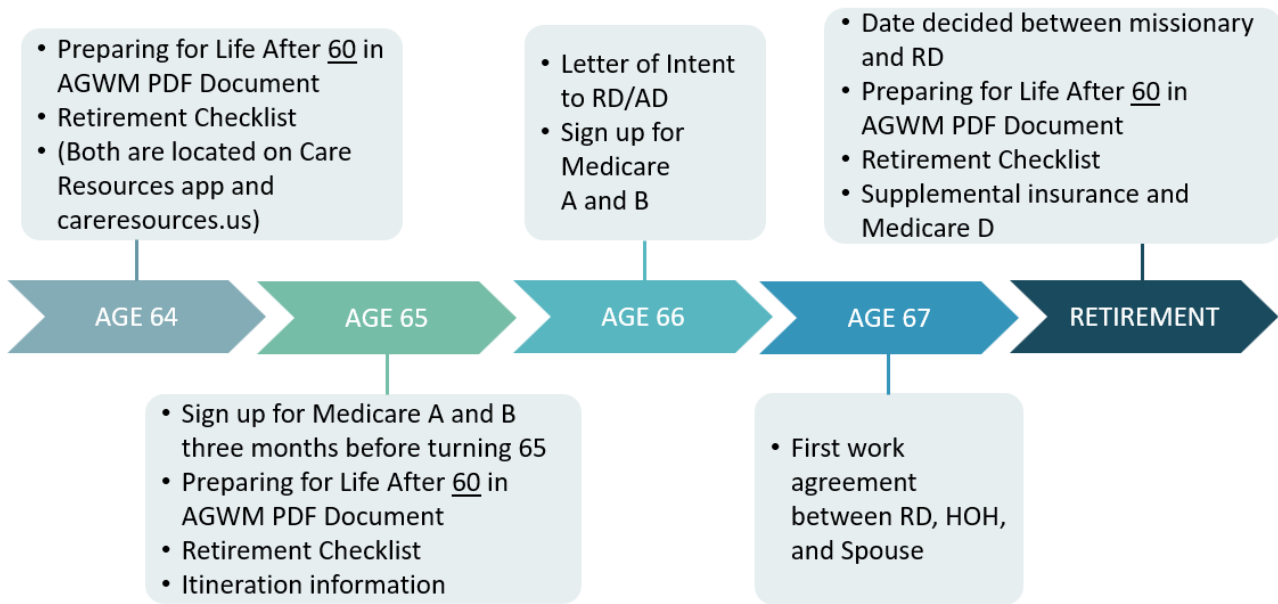 • Preparing for Life After 60 in
AGWM PDF Document
• Retirement Checklist
• (Both are located on Care
Resources app and
careresources.us)
• Letter of Intent
to RD/AD
• Sign up for
Medicare
A and B
• Date decided between missionary
and RD
• Preparing for Life After 60 in
AGWM PDF Document
• Retirement Checklist
• Supplemental insurance and
Medicare D
AGE 64
AGE 65
AGE 66
AGE 67
RETIREMENT
• Sign up for Medicare A and B
three months before turning 65
• Preparing for Life After 60 in
AGWM PDF Document
• Retirement Checklist
• Itineration information
• First work
agreement
between RD, HOH,
and Spouse